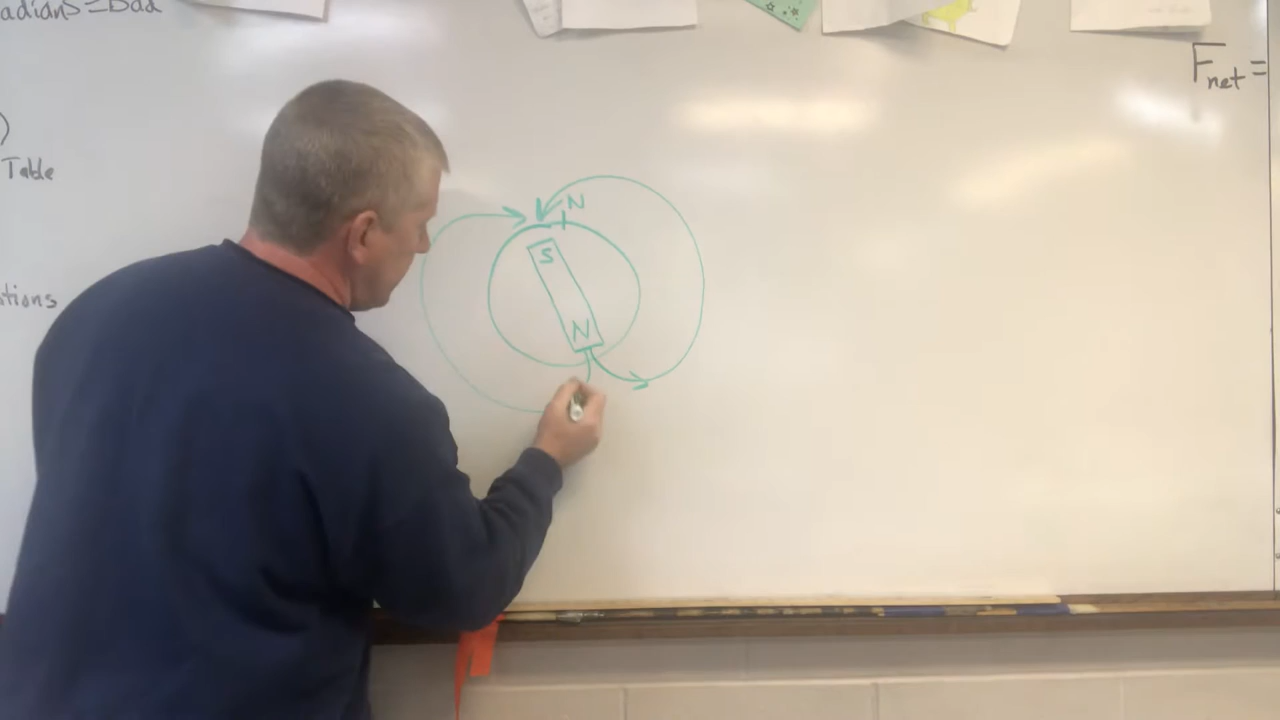 adians=Bad
)
Table
tions
N
S
N
Fnet =